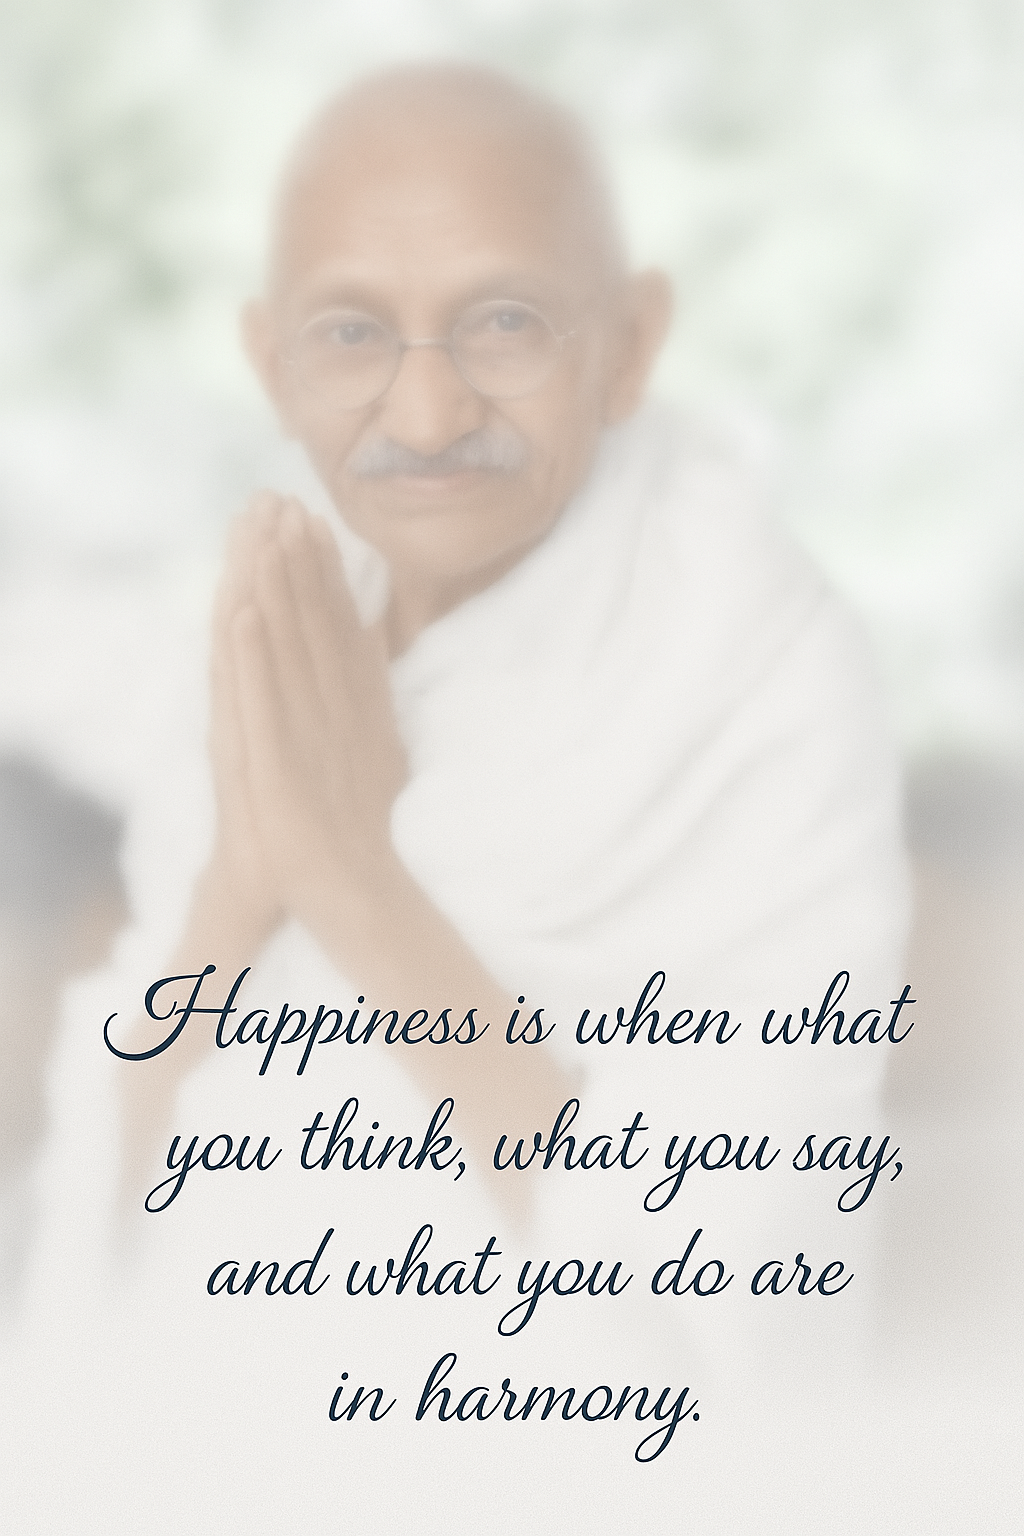 Happiness is when what
you think, what you say,
and what you do are
in harmony.